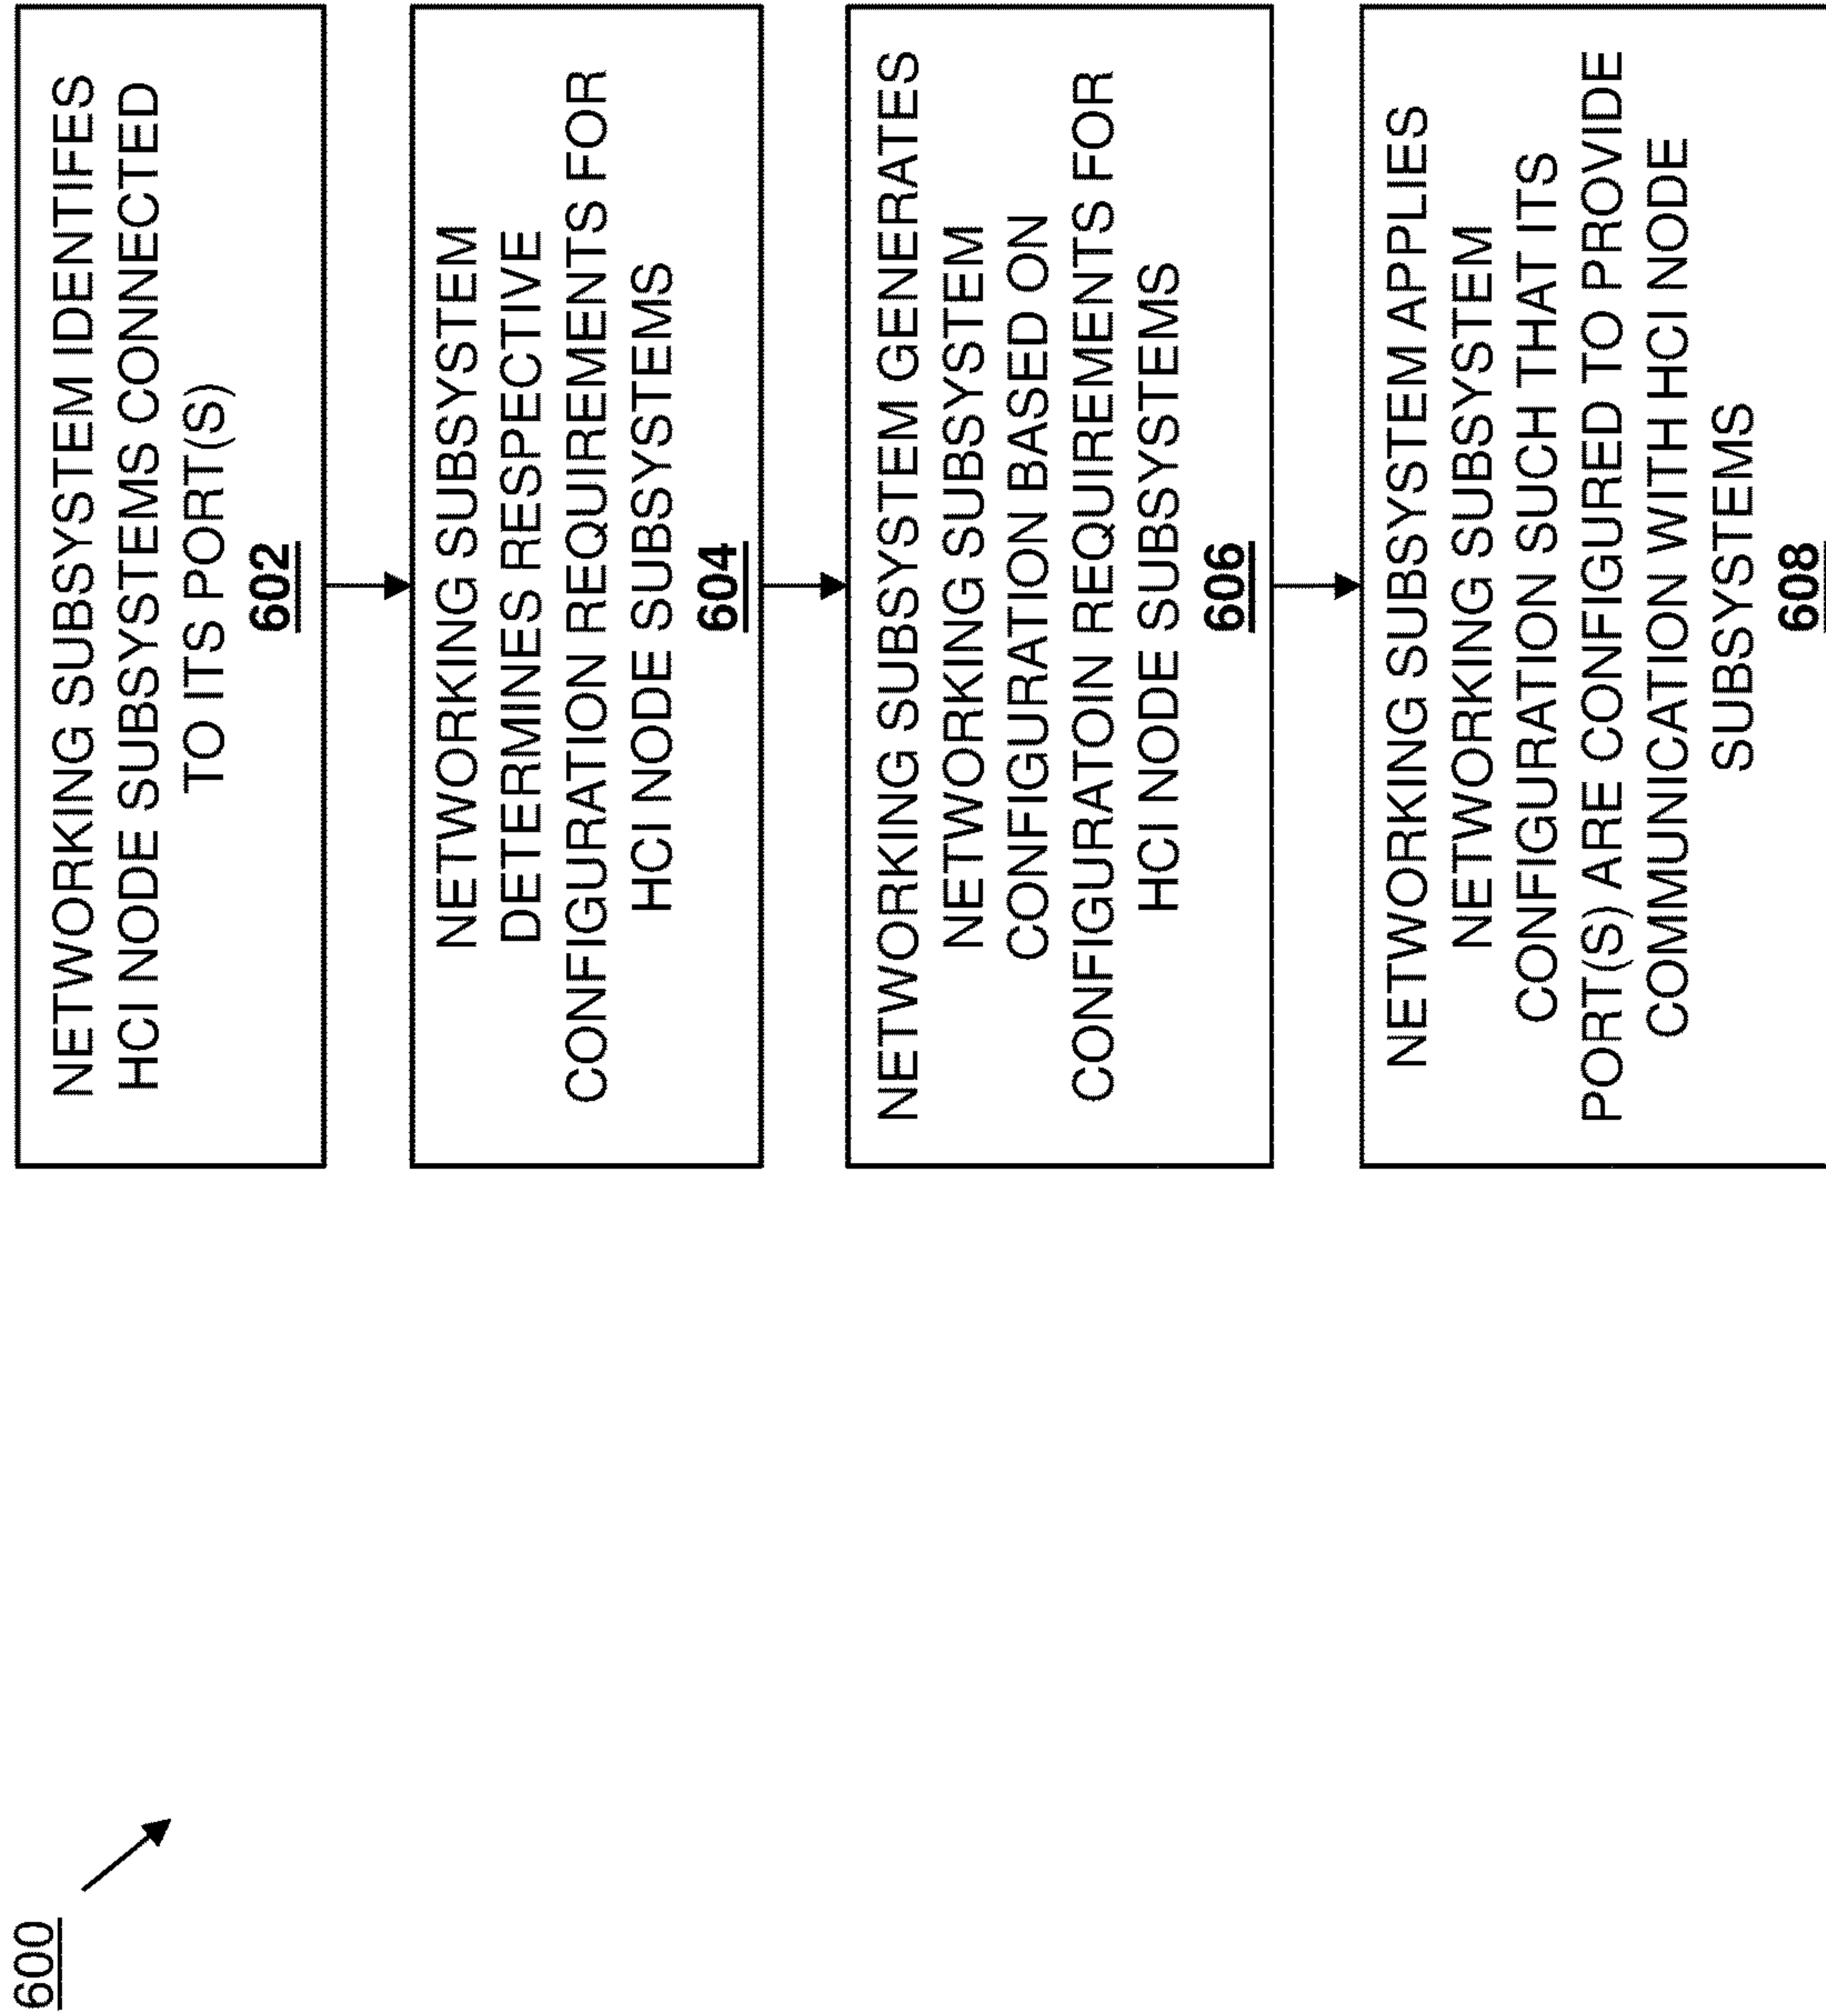 600
NETWORKING SUBSYSTEM IDENTIFES
HCI NODE SUBSYSTEMS CONNECTED
TO ITS PORT(S)
602
NETWORKING SUBSYSTEM
DETERMINES RESPECTIVE
CONFIGURATION REQUIREMENTS FOR
HCI NODE SUBSYSTEMS
604
NETWORKING SUBSYSTEM GENERATES
NETWORKING SUBSYSTEM
CONFIGURATION BASED ON
CONFIGURATOIN REQUIREMENTS FOR
HCI NODE SUBSYSTEMS
606
NETWORKING SUBSYSTEM APPLIES
NETWORKING SUBSYSTEM
CONFIGURATION SUCH THAT ITS
PORT(S) ARE CONFIGURED TO PROVIDE
COMMUNICATION WITH HCI NODE
SUBSYSTEMS
608